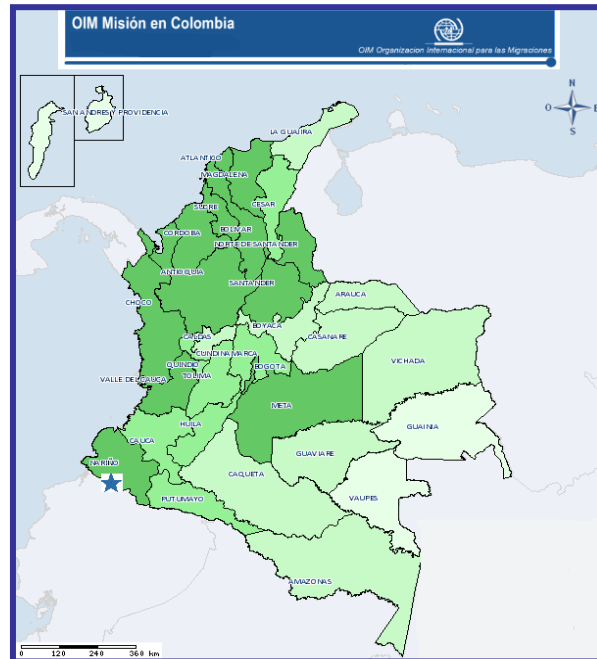 OIM Misión en Colombia
OIM Organizacion Internacional para las Migraciones
SAN ANDRES Y PROVIDENCIA
N
O
E
S
LA GUAJIRA
ATLANTICO
MAGDALENA
CESAR
SUCRE
BOLIVAR
CORDOBA
NORTE DE SANTANDER
ANTIOQUIA
SANTANDER
ARAUCA
CHOCO
BOYACA
CALDAS
CASANARE
CUNDINAMARCA
VICHADA
QUINDIO
BOGOTA
TOLIMA
VALLE DEL CAUCA
META
HUILA
GUAINIA
CAUCA
GUAVIARE
NARIÑO
CAQUETA
VAUPES
PUTUMAYO
AMAZONAS
0 120 240 360 km